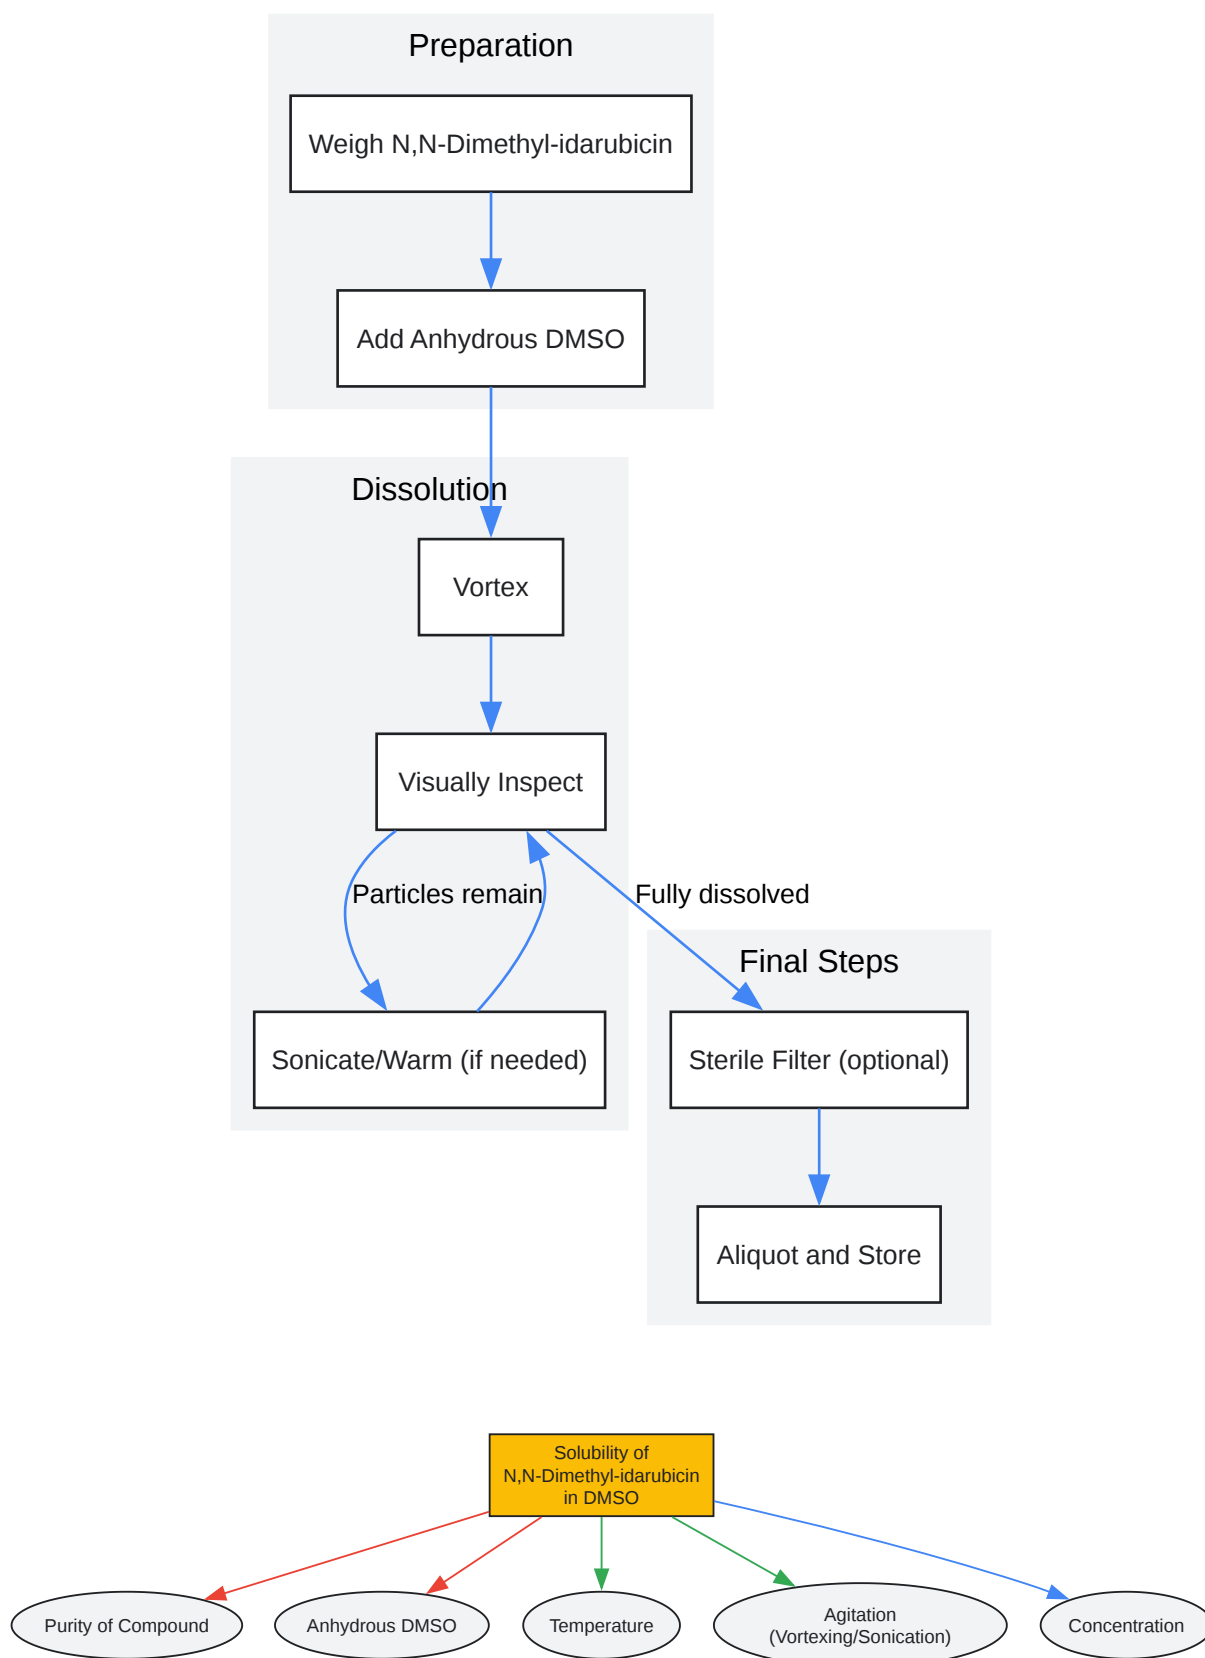 Preparation
Weigh N,N-Dimethyl-idarubicin
Add Anhydrous DMSO
Dissolution
Vortex
Visually Inspect
Particles remain
Fully dissolved
Final Steps
Sonicate/Warm (if needed)
Sterile Filter (optional)
Aliquot and Store
Solubility of
N,N-Dimethyl-idarubicin
in DMSO
Purity of Compound
Anhydrous DMSO
Temperature
Agitation
(Vortexing/Sonication)
Concentration